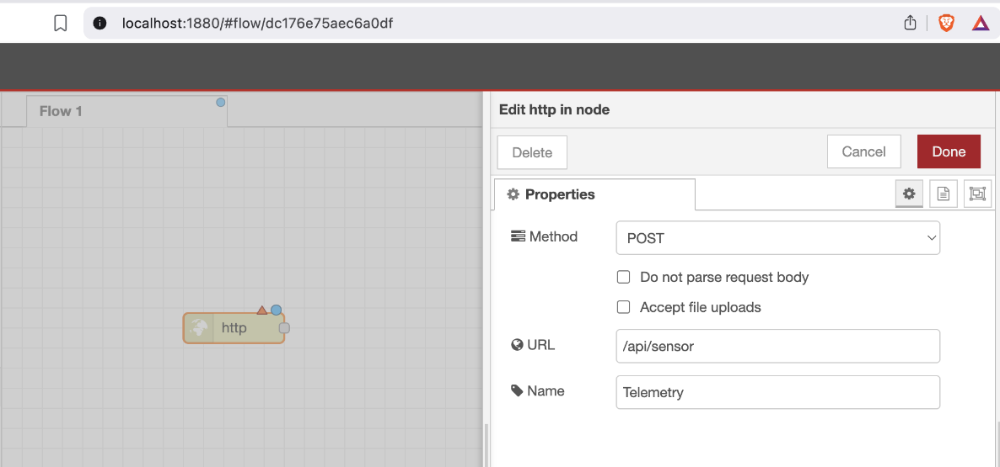 localhost:1880/#flow/dc176e75aec6a0df
Flow 1
Edit http in node
Delete
Cancel
Done
Properties
Method
POST
Do not parse request body
Accept file uploads
http
URL
/api/sensor
Name
Telemetry